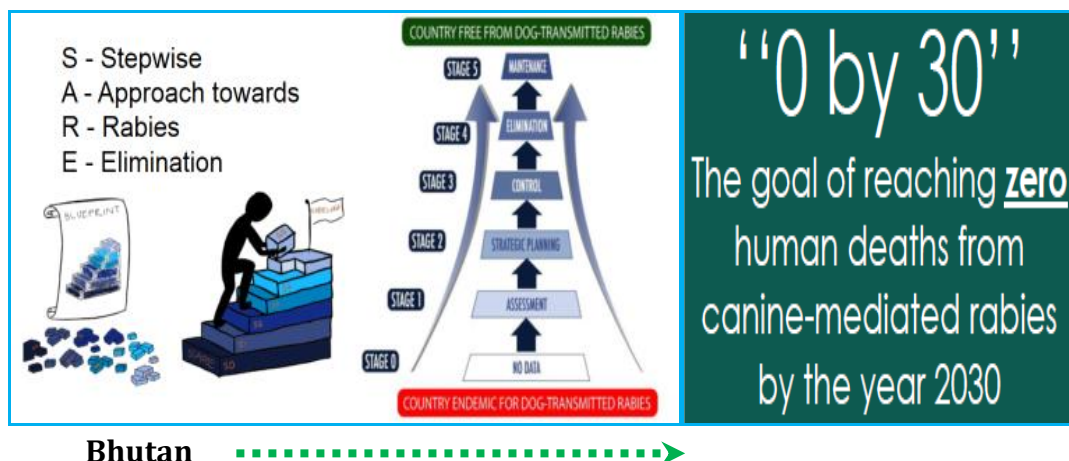 S - Stepwise
A - Approach towards
R - Rabies
E - Elimination
BLUEPRINT
COUNTRY FREE FROM DOG-TRANSMITTED RABIES
STAGE 5
MAINTENANCE
STAGE 4
ELIMINATION
STAGE 3
CONTROL
STAGE 2
STRATEGIC PLANNING
STAGE 1
ASSESSMENT
STAGE 0
NO DATA
COUNTRY ENDEMIC FOR DOG-TRANSMITTED RABIES
‘‘0 by 30’’
The goal of reaching zero
human deaths from
canine-mediated rabies
by the year 2030
Bhutan